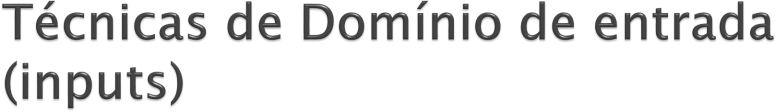 Técnicas de Domínio de entrada
(inputs)